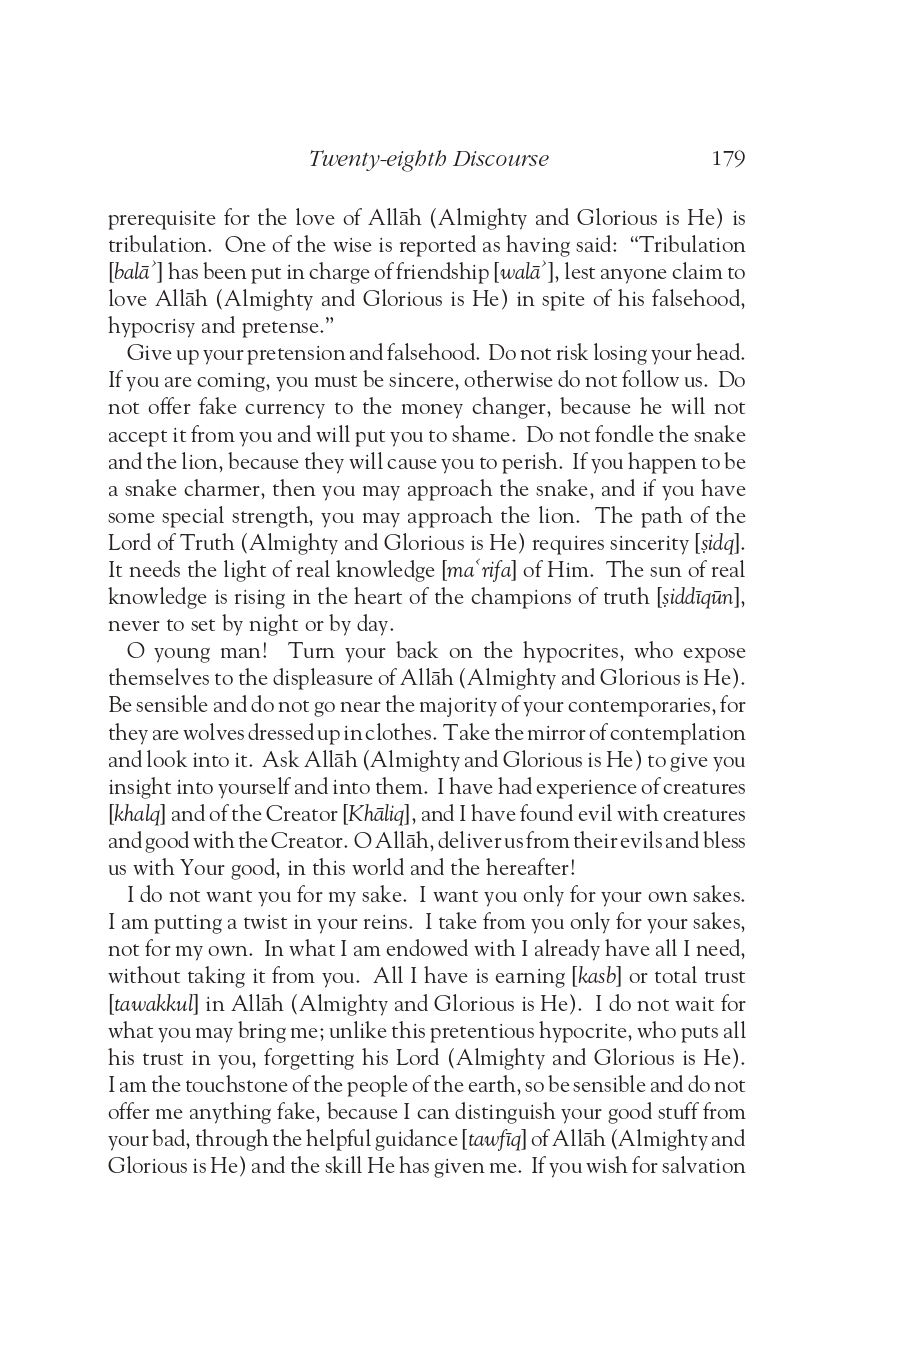 Twenty-eighth Discourse 179
prerequisite for the love of Allāh (Almighty and Glorious is He) is
tribulation. One of the wise is reported as having said: “Tribulation
[balāʾ] has been put in charge of friendship [walāʾ], lest anyone claim to
love Allāh (Almighty and Glorious is He) in spite of his falsehood,
hypocrisy and pretense.”
Give up your pretension and falsehood. Do not risk losing your head.
If you are coming, you must be sincere, otherwise do not follow us. Do
not offer fake currency to the money changer, because he will not
accept it from you and will put you to shame. Do not fondle the snake
and the lion, because they will cause you to perish. If you happen to be
a snake charmer, then you may approach the snake, and if you have
some special strength, you may approach the lion. The path of the
Lord of Truth (Almighty and Glorious is He) requires sincerity [ṣidq].
It needs the light of real knowledge [maʿrifa] of Him. The sun of real
knowledge is rising in the heart of the champions of truth [ṣiddīqūn],
never to set by night or by day.
O young man! Turn your back on the hypocrites, who expose
themselves to the displeasure of Allāh (Almighty and Glorious is He).
Be sensible and do not go near the majority of your contemporaries, for
they are wolves dressed up in clothes. Take the mirror of contemplation
and look into it. Ask Allāh (Almighty and Glorious is He) to give you
insight into yourself and into them. I have had experience of creatures
[khalq] and of the Creator [Khāliq], and I have found evil with creatures
and good with the Creator. O Allāh, deliver us from their evils and bless
us with Your good, in this world and the hereafter!
I do not want you for my sake. I want you only for your own sakes.
I am putting a twist in your reins. I take from you only for your sakes,
not for my own. In what I am endowed with I already have all I need,
without taking it from you. All I have is earning [kasb] or total trust
[tawakkul] in Allāh (Almighty and Glorious is He). I do not wait for
what you may bring me; unlike this pretentious hypocrite, who puts all
his trust in you, forgetting his Lord (Almighty and Glorious is He).
I am the touchstone of the people of the earth, so be sensible and do not
offer me anything fake, because I can distinguish your good stuff from
your bad, through the helpful guidance [tawfīq] of Allāh (Almighty and
Glorious is He) and the skill He has given me. If you wish for salvation